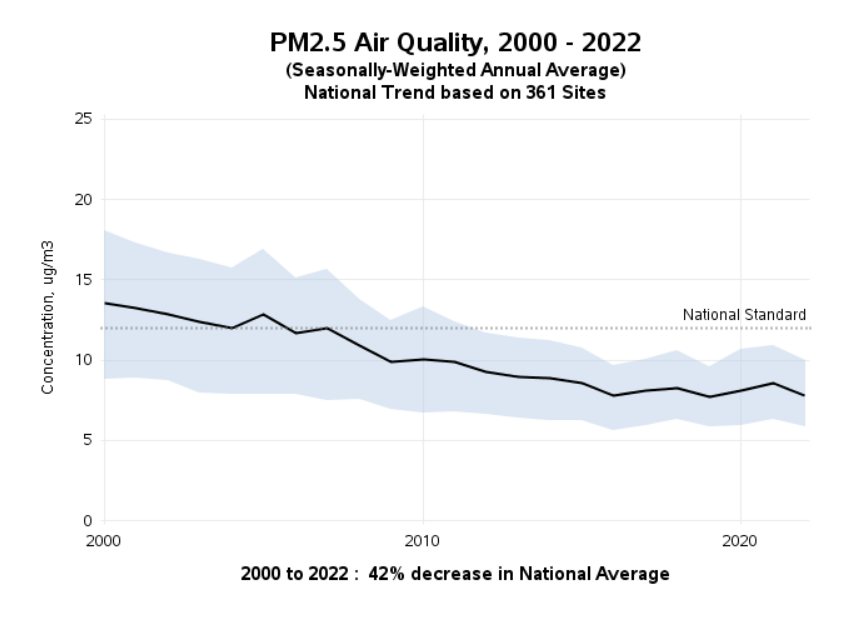 PM2.5 Air Quality, 2000 - 2022
(Seasonally-Weighted Annual Average)
National Trend based on 361 Sites
25
20
15
10
5
0
Concentration, ug/m3
National Standard
2000
2010
2020
2000 to 2022 : 42% decrease in National Average